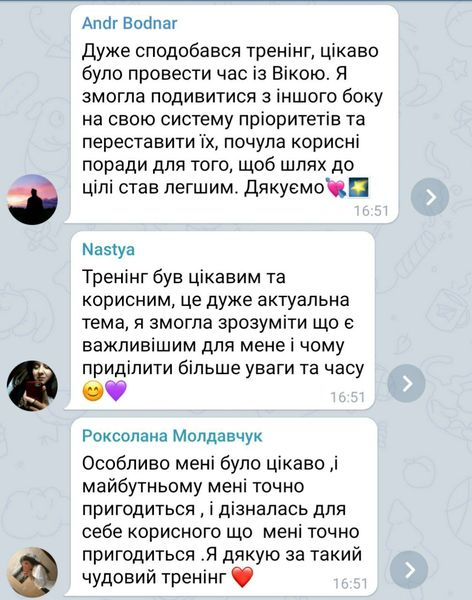 Andr Bodnar
Дуже сподобався тренінг, цікаво
було провести час із Вікою. Я
змогла подивитися з іншого боку
на свою систему пріоритетів та
переставити їх, почула корисні
поради для того, щоб шлях до
цілі став легшим. Дякуємо💘🌠
16:51
Nastya
Тренінг був цікавим та
корисним, це дуже актуальна
тема, я змогла зрозуміти що є
важливішим для мене і чому
приділити більше уваги та часу
😊💜
16:51
Роксолана Молдавчук
Особливо мені було цікаво ,і
майбутньому мені точно
пригодиться , і дізналась для
себе корисного що  мені точно
пригодиться .Я дякую за такий
чудовий тренінг ❤️
16:51